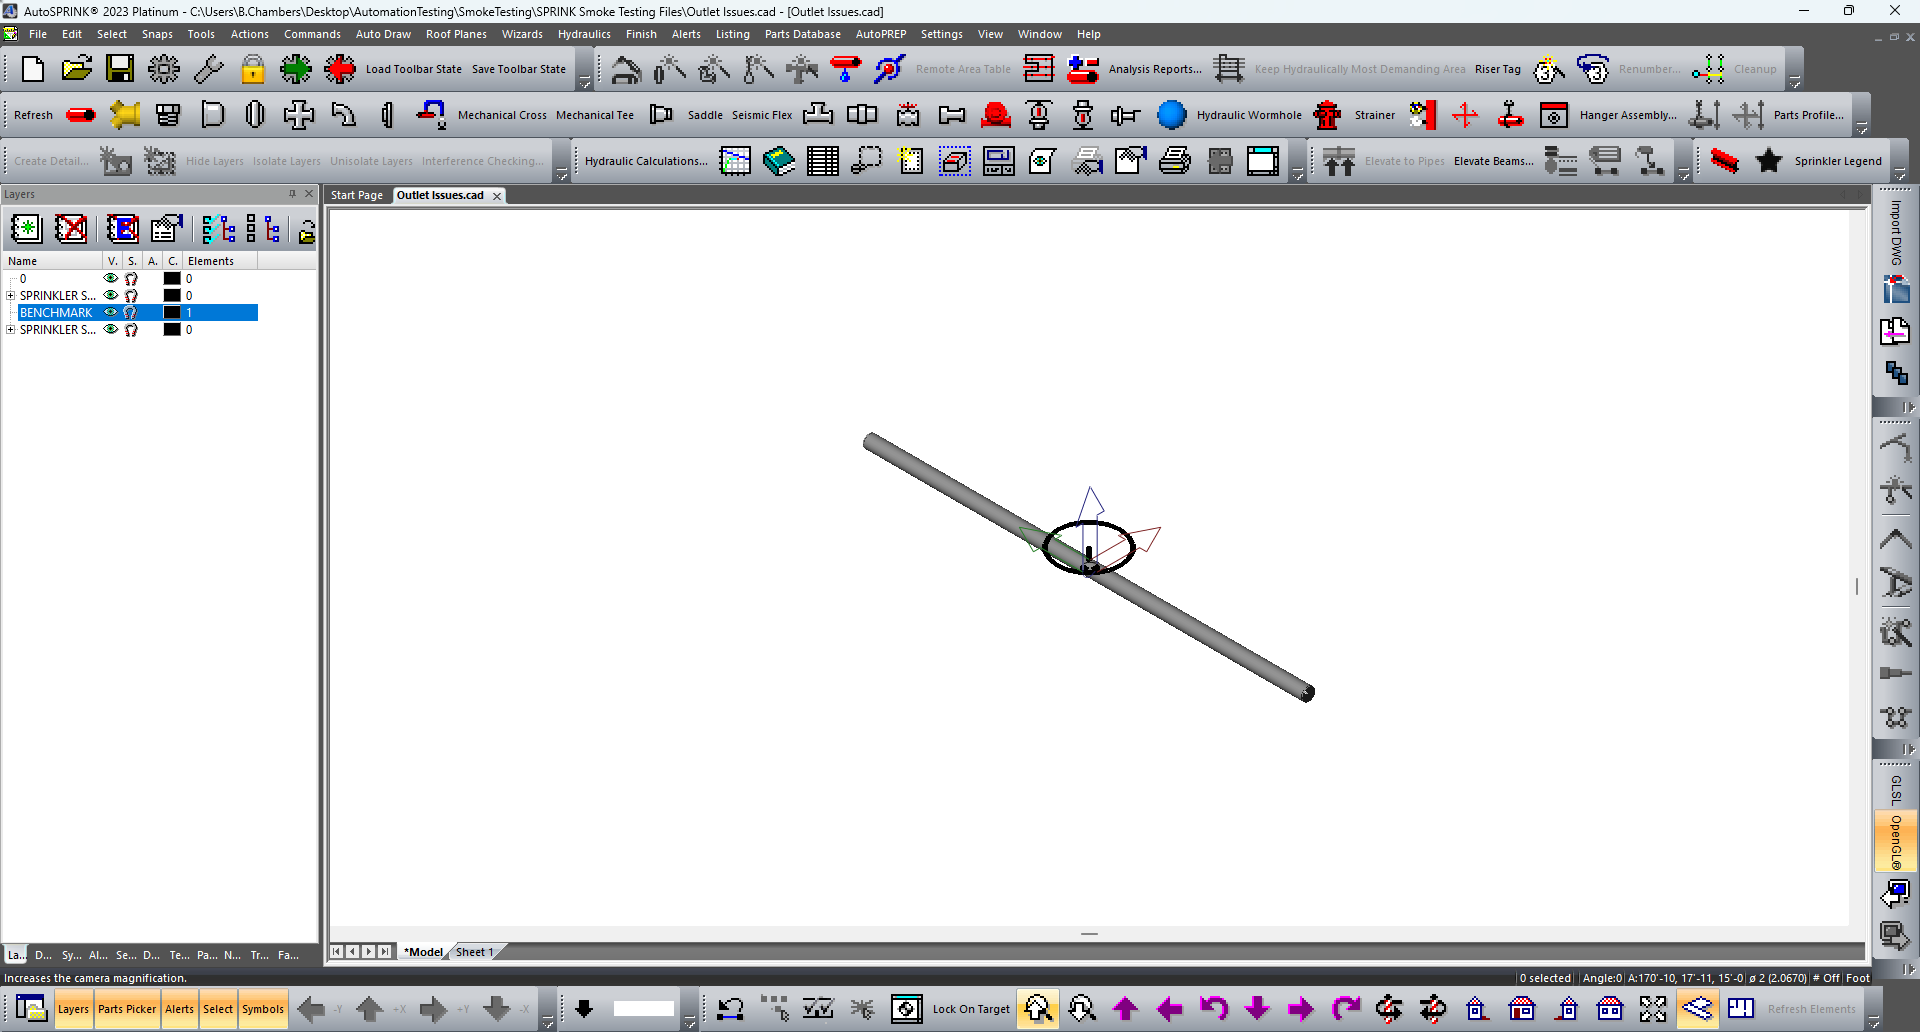 AutoSPRINK® 2023 Platinum - C:\Users\B.Chambers\Desktop\AutomationTesting\SmokeTesting\SPRINK Smoke Testing Files\Outlet Issues.cad - [Outlet Issues.cad]
File Edit Select Snaps Tools Actions Commands Auto Draw Roof Planes Wizards Hydraulics Finish Alerts Listing Parts Database AutoPREP Settings View Window Help
Load Toolbar State Save Toolbar State Remote Area Table Analysis Reports... Keep Hydraulically Most Demanding Area Riser Tag Renumber... Cleanup
Refresh Mechanical Cross Mechanical Tee Saddle Seismic Flex Hydraulic Wormhole Strainer Hanger Assembly... Parts Profile...
Create Detail... Hide Layers Isolate Layers Unisolate Layers Interference Checking... Hydraulic Calculations... Elevate to Pipes Elevate Beams... Sprinkler Legend
Layers
Start Page Outlet Issues.cad
Import DWG
Name V. S. A. C. Elements
0 0
SPRINKLER S... 0
BENCHMARK 1
SPRINKLER S... 0
GLSL
OpenGL®
La... D... Sy... Al... Se... D... Te... Pa... N... Tr... Fa...
*Model Sheet 1
Increases the camera magnification.
0 selected Angle:0 A:170'-10, 17'-11, 15'-0 ø 2 (2.0670) # Off Foot
Layers Parts Picker Alerts Select Symbols -Y +X +Y -X Lock On Target Refresh Elements